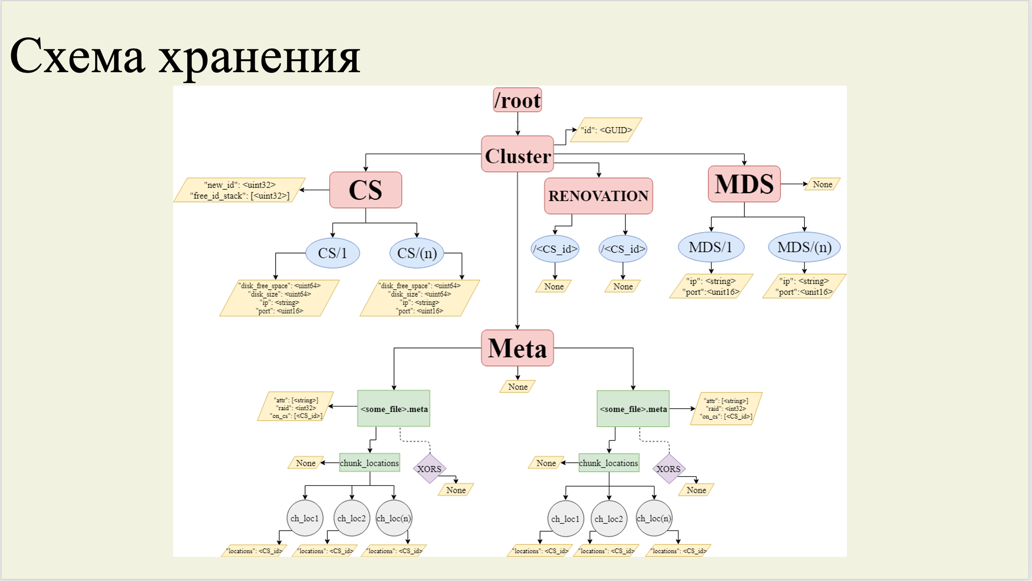 Схема хранения
/root
"id": <GUID>
Cluster
"new_id": <uint32>
"free_id_stack": [<uint32>]
CS
RENOVATION
MDS
None
CS/1
CS/(n)
/<CS_id>
/<CS_id>
MDS/1
MDS/(n)
"disk_free_space": <uint64>
"disk_size": <uint64>
"ip": <string>
"port": <uint16>
"disk_free_space": <uint64>
"disk_size": <uint64>
"ip": <string>
"port": <uint16>
None
None
"ip": <string>
"port":<unit16>
"ip": <string>
"port":<unit16>
Meta
None
"attr": [<string>]
"raid": <int32>
"on_cs": [<CS_id>]
<some_file>.meta
<some_file>.meta
"attr": [<string>]
"raid": <int32>
"on_cs": [<CS_id>]
None
chunk_locations
XORS
None
None
chunk_locations
XORS
None
ch_loc1
ch_loc2
ch_loc(n)
ch_loc1
ch_loc2
ch_loc(n)
"locations": <CS_id>
"locations": <CS_id>
"locations": <CS_id>
"locations": <CS_id>
"locations": <CS_id>
"locations": <CS_id>